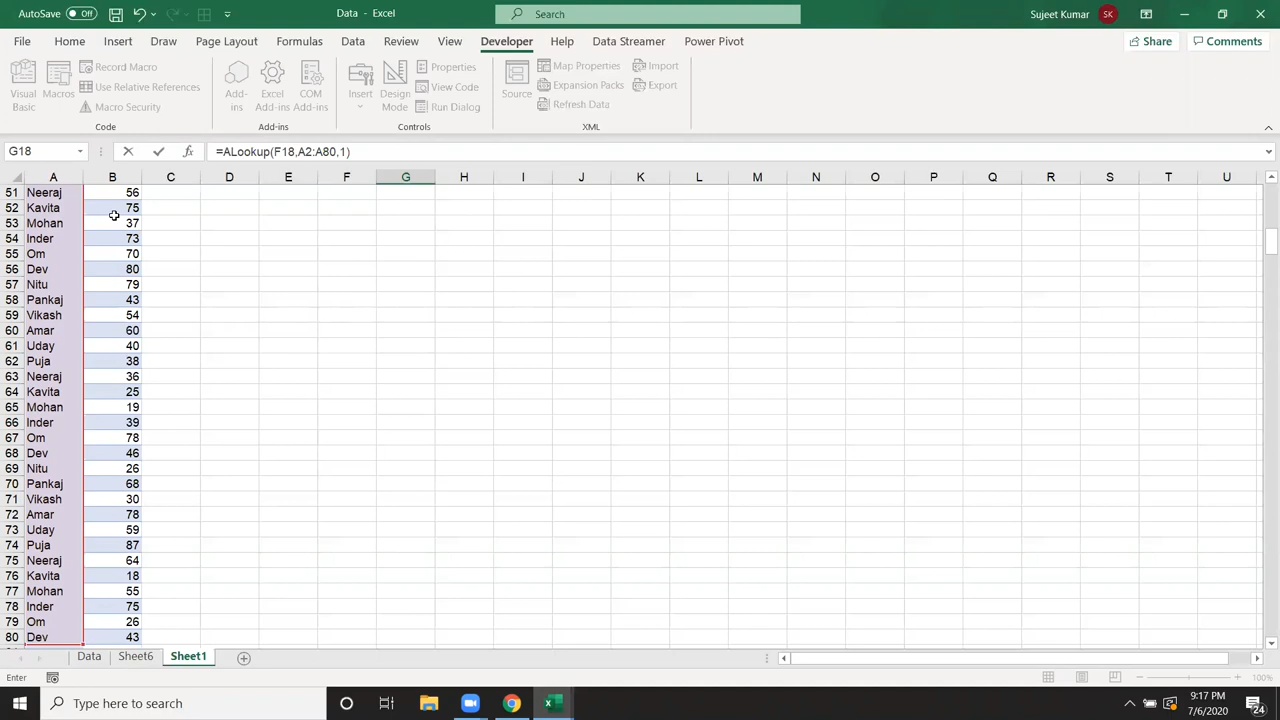 AutoSave Off Data - Excel Search Sujeet Kumar SK
File Home Insert Draw Page Layout Formulas Data Review View Developer Help Data Streamer Power Pivot Share Comments
Visual Basic Macros Record Macro Use Relative References Macro Security
Add-ins Excel Add-ins COM Add-ins
Insert Design Mode Properties View Code Run Dialog
Source Map Properties Expansion Packs Refresh Data Import Export
Code Add-ins Controls XML
G18 fx =ALookup(F18,A2:A80,1)
A B C D E F G H I J K L M N O P Q R S T U
51 Neeraj 56
52 Kavita 75
53 Mohan 37
54 Inder 73
55 Om 70
56 Dev 80
57 Nitu 79
58 Pankaj 43
59 Vikash 54
60 Amar 60
61 Uday 40
62 Puja 38
63 Neeraj 36
64 Kavita 25
65 Mohan 19
66 Inder 39
67 Om 78
68 Dev 46
69 Nitu 26
70 Pankaj 68
71 Vikash 30
72 Amar 78
73 Uday 59
74 Puja 87
75 Neeraj 64
76 Kavita 18
77 Mohan 55
78 Inder 75
79 Om 26
80 Dev 43
Data Sheet6 Sheet1
Enter 100%
Type here to search 9:17 PM
7/6/2020 24